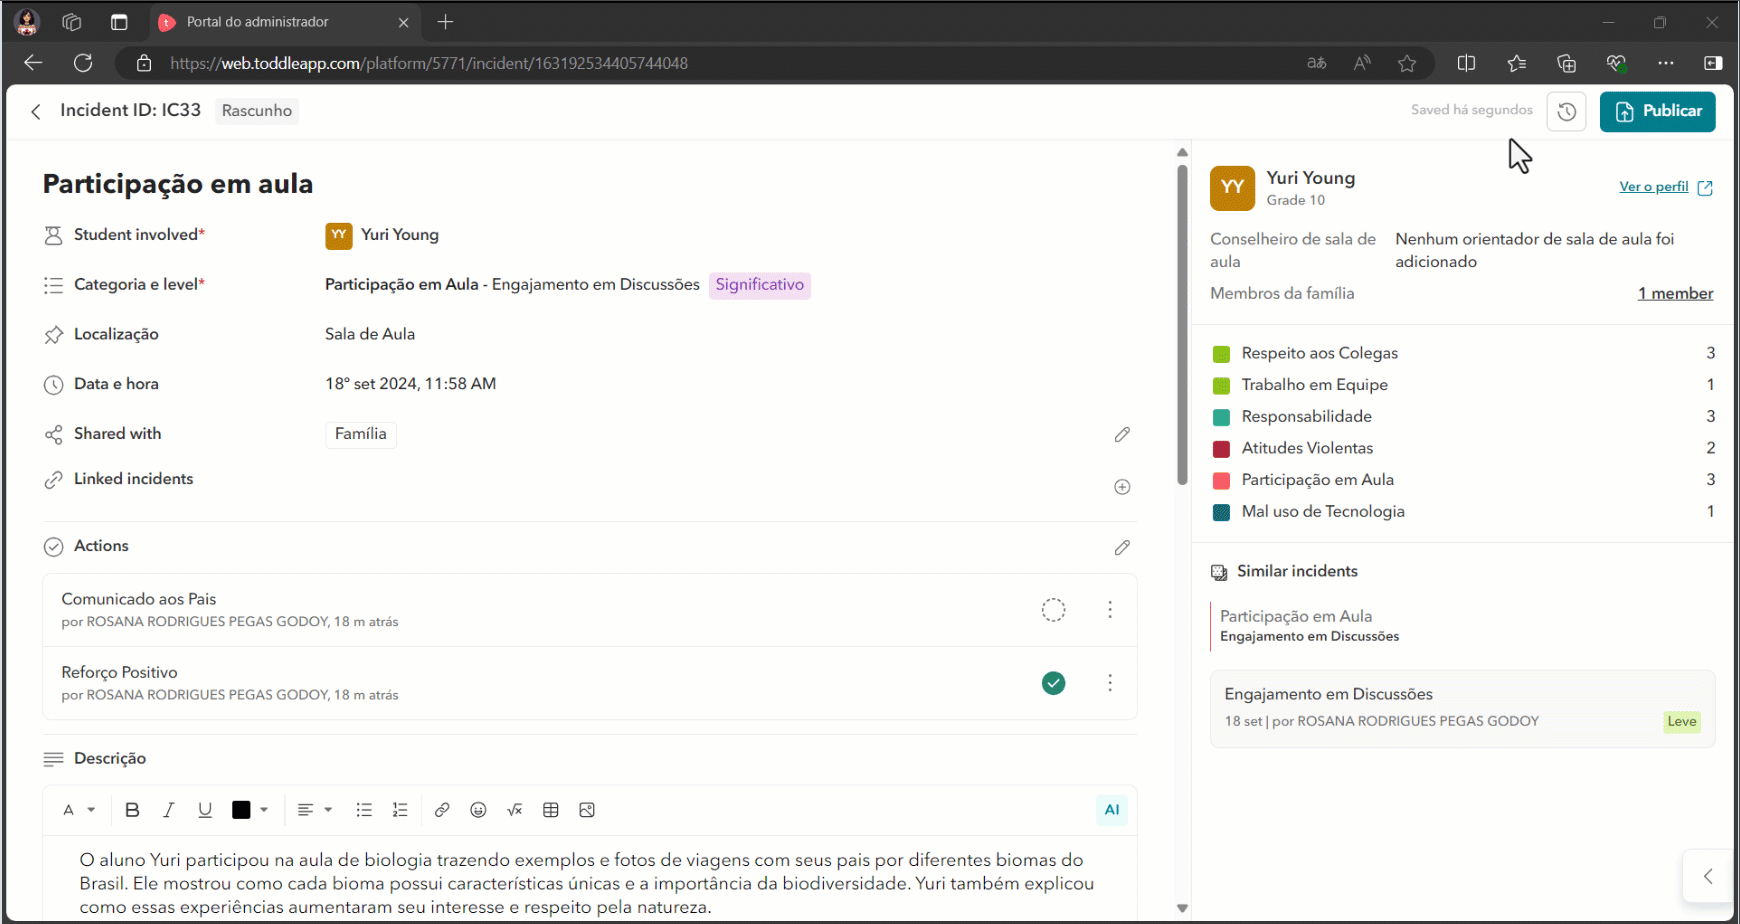 Portal do administrador
https://web.toddleapp.com/platform/5771/incident/163192534405744048
Incident ID: IC33
Rascunho
Saved há segundos
Publicar
Participação em aula
Student involved*
YY
Yuri Young
Categoria e level*
Participação em Aula - Engajamento em Discussões
Significativo
Localização
Sala de Aula
Data e hora
18º set 2024, 11:58 AM
Shared with
Família
Linked incidents
Actions
Comunicado aos Pais
por ROSANA RODRIGUES PEGAS GODOY, 18 m atrás
Reforço Positivo
por ROSANA RODRIGUES PEGAS GODOY, 18 m atrás
Descrição
A
B
I
U
AI
O aluno Yuri participou na aula de biologia trazendo exemplos e fotos de viagens com seus pais por diferentes biomas do
Brasil. Ele mostrou como cada bioma possui características únicas e a importância da biodiversidade. Yuri também explicou
como essas experiências aumentaram seu interesse e respeito pela natureza.
YY
Yuri Young
Grade 10
Ver o perfil
Conselheiro de sala de
aula
Nenhum orientador de sala de aula foi
adicionado
Membros da família
1 member
Respeito aos Colegas 3
Trabalho em Equipe 1
Responsabilidade 3
Atitudes Violentas 2
Participação em Aula 3
Mal uso de Tecnologia 1
Similar incidents
Participação em Aula
Engajamento em Discussões
Engajamento em Discussões
18 set | por ROSANA RODRIGUES PEGAS GODOY
Leve